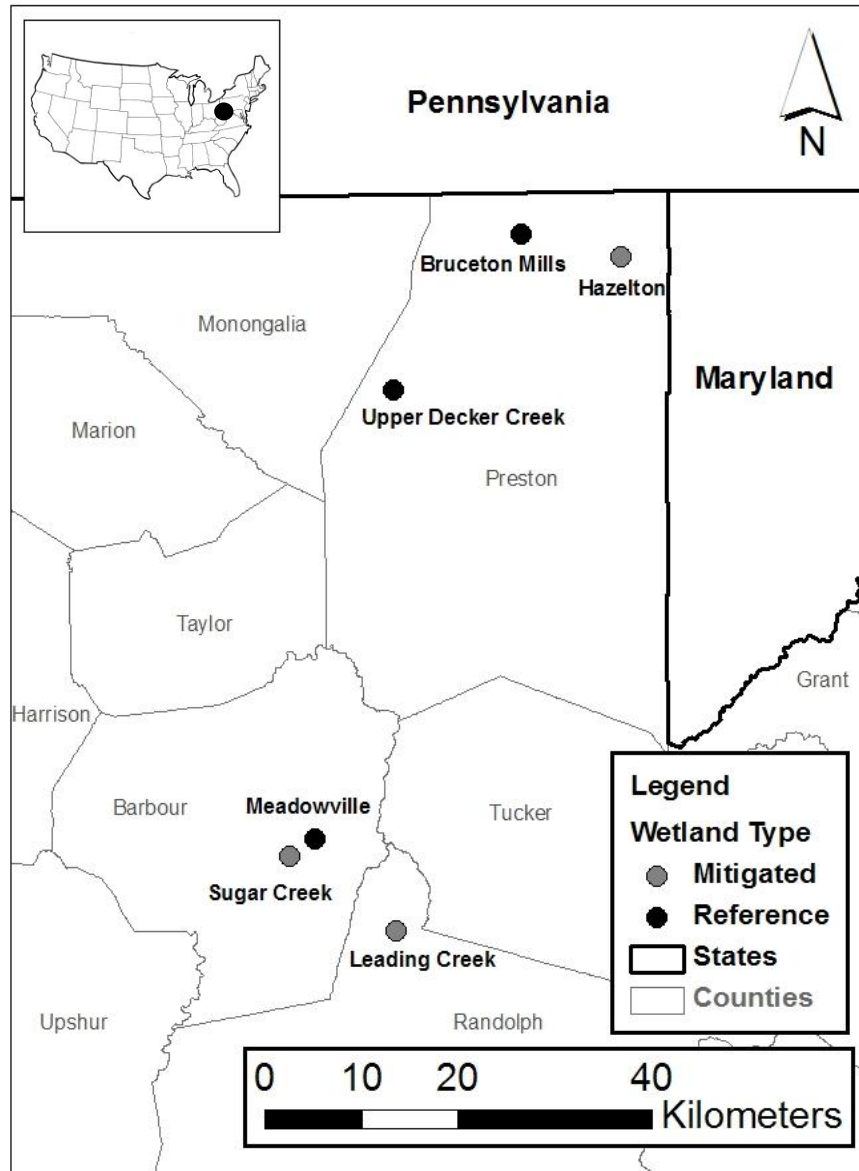 Pennsylvania
N
Bruceton Mills
Hazelton
Monongalia
Maryland
Upper Decker Creek
Marion
Preston
Taylor
Grant
Harrison
Barbour
Meadowville
Tucker
Sugar Creek
Leading Creek
Upshur
Randolph
Legend
Wetland Type
Mitigated
Reference
States
Counties
0 10 20 40
Kilometers